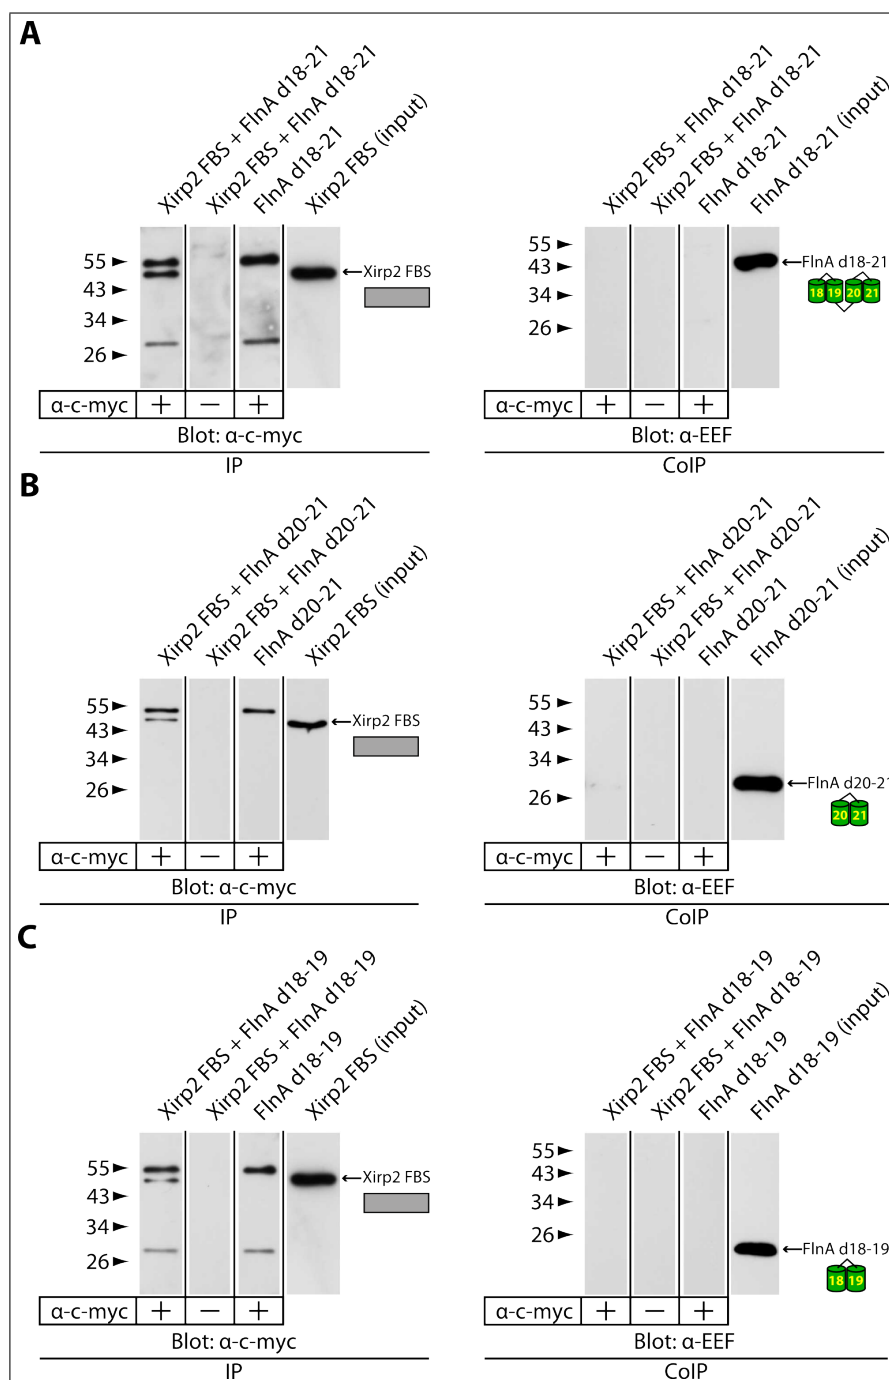 A
Xirp2 FBS + FlnA d18-21
Xirp2 FBS + FlnA d18-21
FlnA d18-21
Xirp2 FBS (input)
55
43
34
26
Xirp2 FBS
α-c-myc + − +
Blot: α-c-myc
IP
Xirp2 FBS + FlnA d18-21
Xirp2 FBS + FlnA d18-21
FlnA d18-21
FlnA d18-21 (input)
55
43
34
26
FlnA d18-21
18 19 20 21
α-c-myc + − +
Blot: α-EEF
CoIP
B
Xirp2 FBS + FlnA d20-21
Xirp2 FBS + FlnA d20-21
FlnA d20-21
Xirp2 FBS (input)
55
43
34
26
Xirp2 FBS
α-c-myc + − +
Blot: α-c-myc
IP
Xirp2 FBS + FlnA d20-21
Xirp2 FBS + FlnA d20-21
FlnA d20-21
FlnA d20-21 (input)
55
43
34
26
FlnA d20-21
20 21
α-c-myc + − +
Blot: α-EEF
CoIP
C
Xirp2 FBS + FlnA d18-19
Xirp2 FBS + FlnA d18-19
FlnA d18-19
Xirp2 FBS (input)
55
43
34
26
Xirp2 FBS
α-c-myc + − +
Blot: α-c-myc
IP
Xirp2 FBS + FlnA d18-19
Xirp2 FBS + FlnA d18-19
FlnA d18-19
FlnA d18-19 (input)
55
43
34
26
FlnA d18-19
18 19
α-c-myc + − +
Blot: α-EEF
CoIP